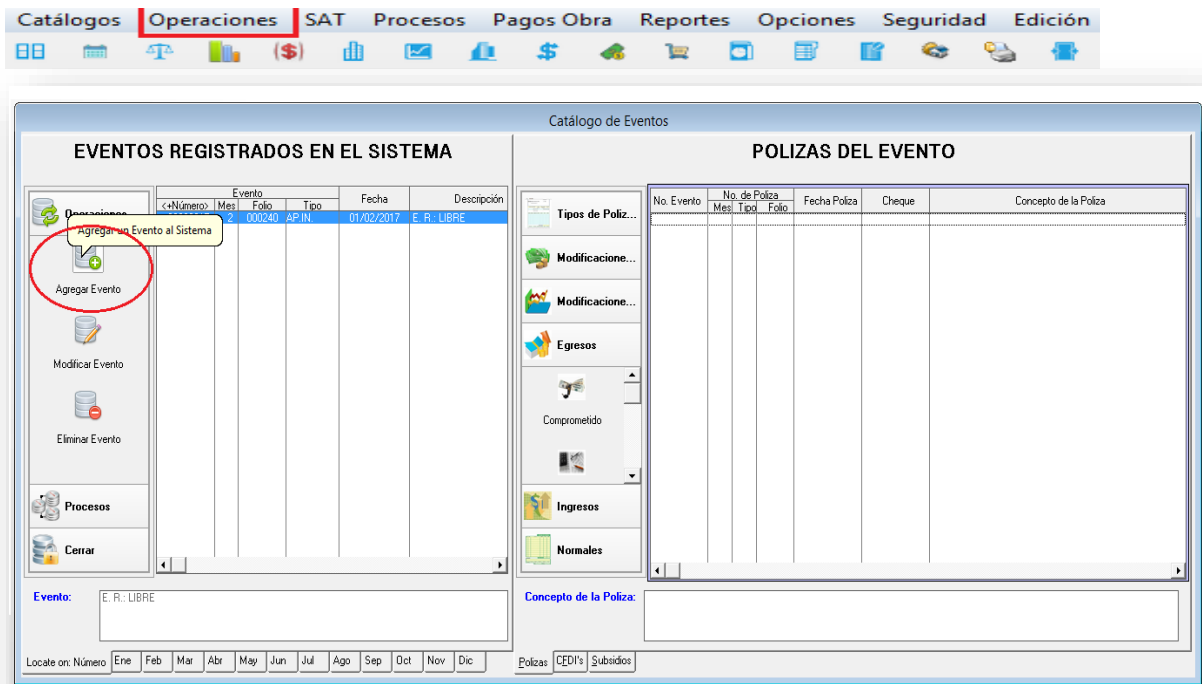 Catálogos Operaciones SAT Procesos Pagos Obra Reportes Opciones Seguridad Edición
Catálogo de Eventos
EVENTOS REGISTRADOS EN EL SISTEMA
Evento
<+Número> Mes Folio Tipo Fecha Descripción
2 000240 AP.IN. 01/02/2017 E. R.: LIBRE
Operaciones
Agregar un Evento al Sistema
Agregar Evento
Modificar Evento
Eliminar Evento
Procesos
Cerrar
Evento: E. R.: LIBRE
Locate on: Número Ene Feb Mar Abr May Jun Jul Ago Sep Oct Nov Dic
POLIZAS DEL EVENTO
Tipos de Poliz...
Modificacione...
Modificacione...
Egresos
Comprometido
Ingresos
Normales
No. de Poliza
No. Evento Mes Tipo Folio Fecha Poliza Cheque Concepto de la Poliza
Concepto de la Poliza:
Polizas CFDI's Subsidios